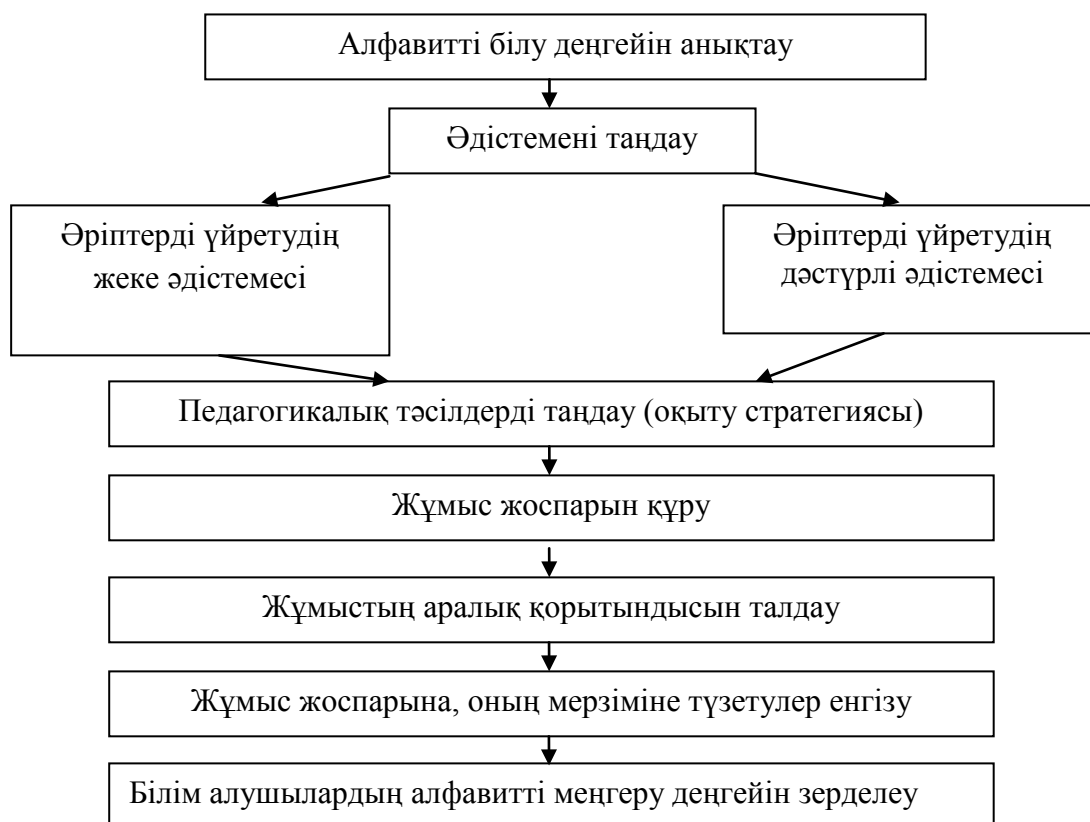 Алфавитті білу деңгейін анықтау
Әдістемені таңдау
Әріптерді үйретудің
жеке әдістемесі
Әріптерді үйретудің
дәстүрлі әдістемесі
Педагогикалық тәсілдерді таңдау (оқыту стратегиясы)
Жұмыс жоспарын құру
Жұмыстың аралық қорытындысын талдау
Жұмыс жоспарына, оның мерзіміне түзетулер енгізу
Білім алушылардың алфавитті меңгеру деңгейін зерделеу